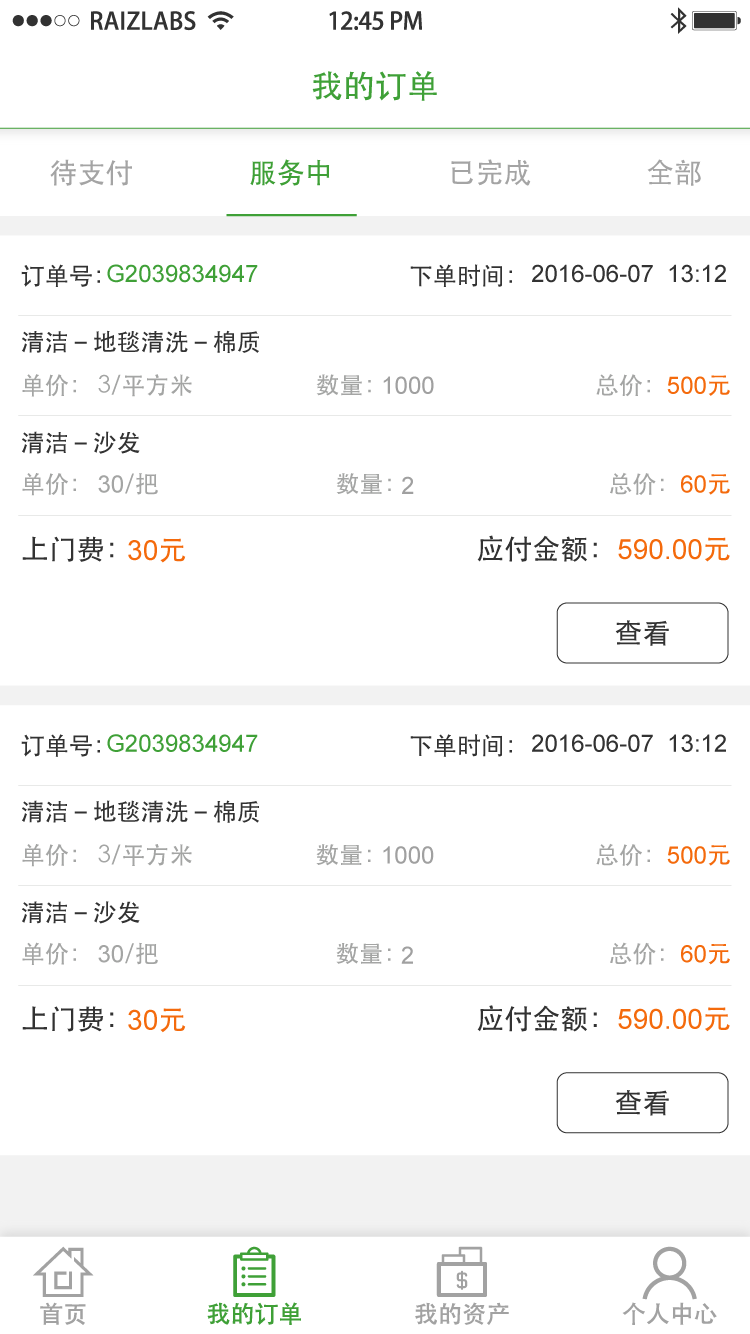 RAIZLABS 12:45 PM
我的订单
待支付 服务中 已完成 全部
订单号:G2039834947 下单时间: 2016-06-07 13:12
清洁－地毯清洗－棉质
单价: 3/平方米 数量: 1000 总价: 500元
清洁－沙发
单价: 30/把 数量: 2 总价: 60元
上门费: 30元 应付金额: 590.00元
查看
订单号:G2039834947 下单时间: 2016-06-07 13:12
清洁－地毯清洗－棉质
单价: 3/平方米 数量: 1000 总价: 500元
清洁－沙发
单价: 30/把 数量: 2 总价: 60元
上门费: 30元 应付金额: 590.00元
查看
$
首页 我的订单 我的资产 个人中心